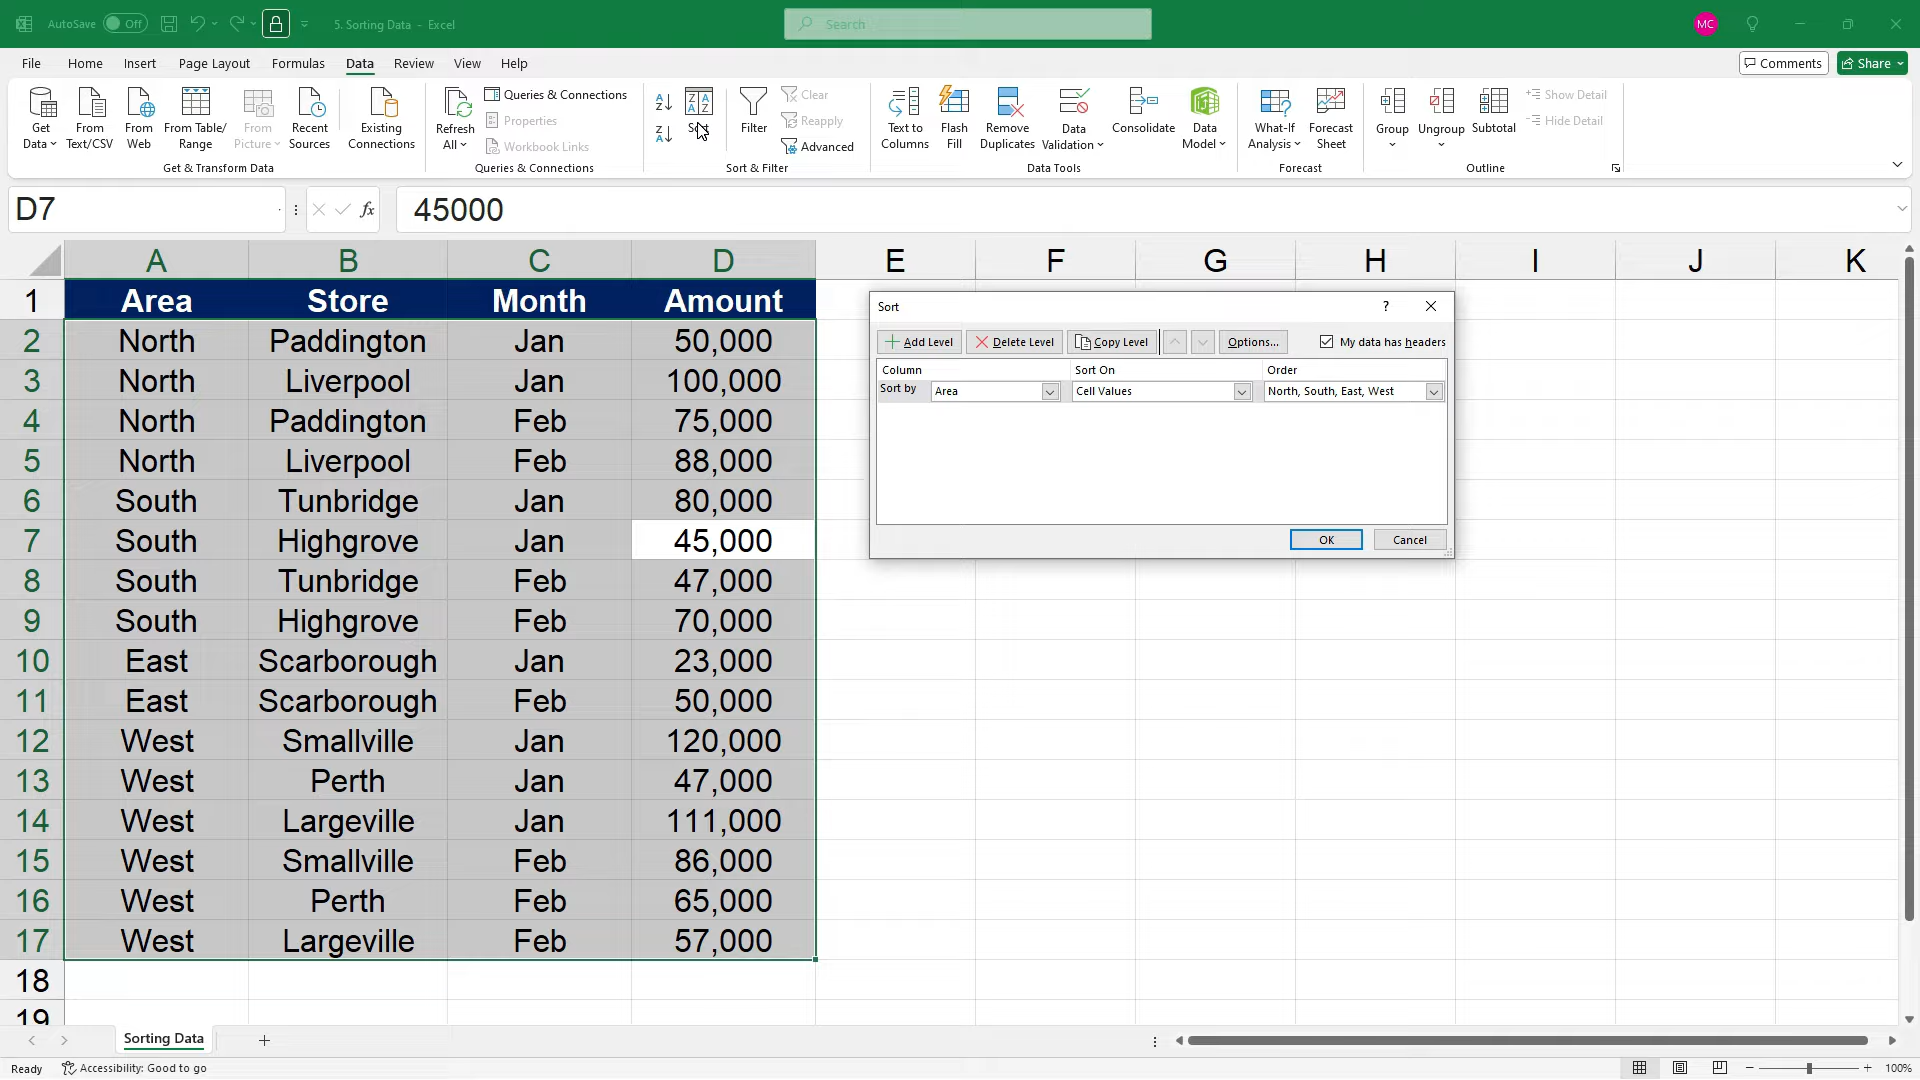 AutoSave Off 5. Sorting Data - Excel Search MC
File Home Insert Page Layout Formulas Data Review View Help Comments Share
Get Data From Text/CSV From Web From Table/ Range From Picture Recent Sources Existing Connections
Get & Transform Data
Refresh All Queries & Connections
Properties
Workbook Links
Queries & Connections
Filter Clear
Reapply
Advanced
Sort & Filter
Text to Columns Flash Fill Remove Duplicates Data Validation Consolidate Data Model
Data Tools
What-If Analysis Forecast Sheet
Forecast
Group Ungroup Subtotal Show Detail
Hide Detail
Outline
D7 fx 45000
A B C D E F G H I J K
1 Area Store Month Amount
2 North Paddington Jan 50,000
3 North Liverpool Jan 100,000
4 North Paddington Feb 75,000
5 North Liverpool Feb 88,000
6 South Tunbridge Jan 80,000
7 South Highgrove Jan 45,000
8 South Tunbridge Feb 47,000
9 South Highgrove Feb 70,000
10 East Scarborough Jan 23,000
11 East Scarborough Feb 50,000
12 West Smallville Jan 120,000
13 West Perth Jan 47,000
14 West Largeville Jan 111,000
15 West Smallville Feb 86,000
16 West Perth Feb 65,000
17 West Largeville Feb 57,000
18
19
Sort ?
Add Level Delete Level Copy Level Options... My data has headers
Column Sort On Order
Sort by Area Cell Values North, South, East, West
OK Cancel
Sorting Data
Ready Accessibility: Good to go 100%